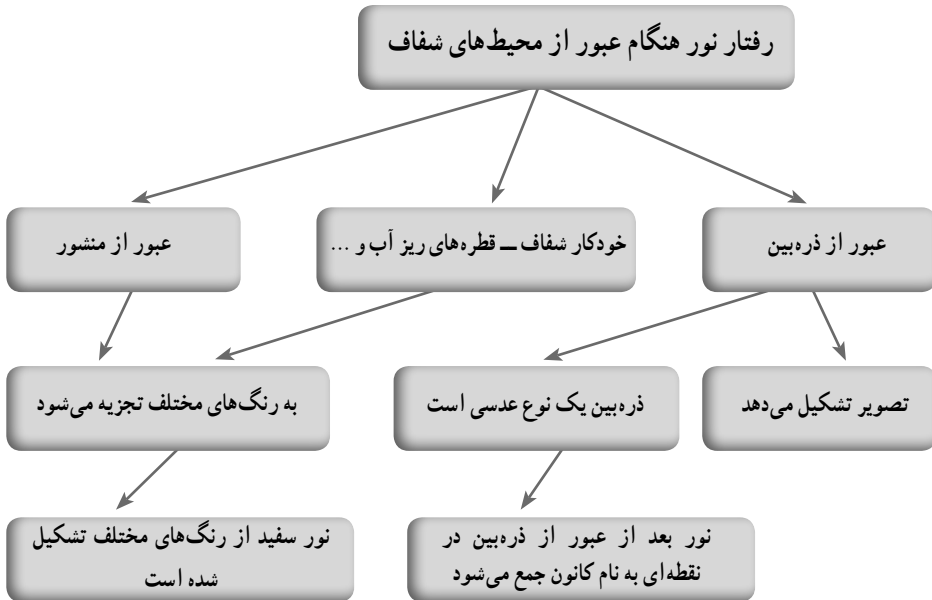 رفتار نور هنگام عبور از محیط‌های شفاف
عبور از ذره‌بین
خودکار شفاف ــ قطره‌های ریز آب و ...
عبور از منشور
تصویر تشکیل می‌دهد
ذره‌بین یک نوع عدسی است
به رنگ‌های مختلف تجزیه می‌شود
نور بعد از عبور از ذره‌بین در
نقطه‌ای به نام کانون جمع می‌شود
نور سفید از رنگ‌های مختلف تشکیل
شده است